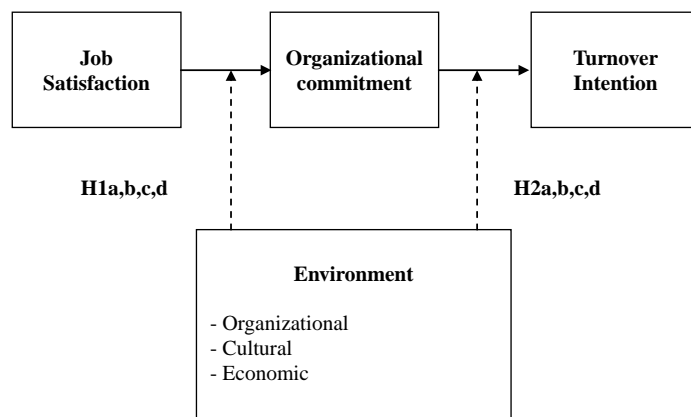 Job
Satisfaction
Organizational
commitment
Turnover
Intention
H1a,b,c,d
H2a,b,c,d
Environment
- Organizational
- Cultural
- Economic